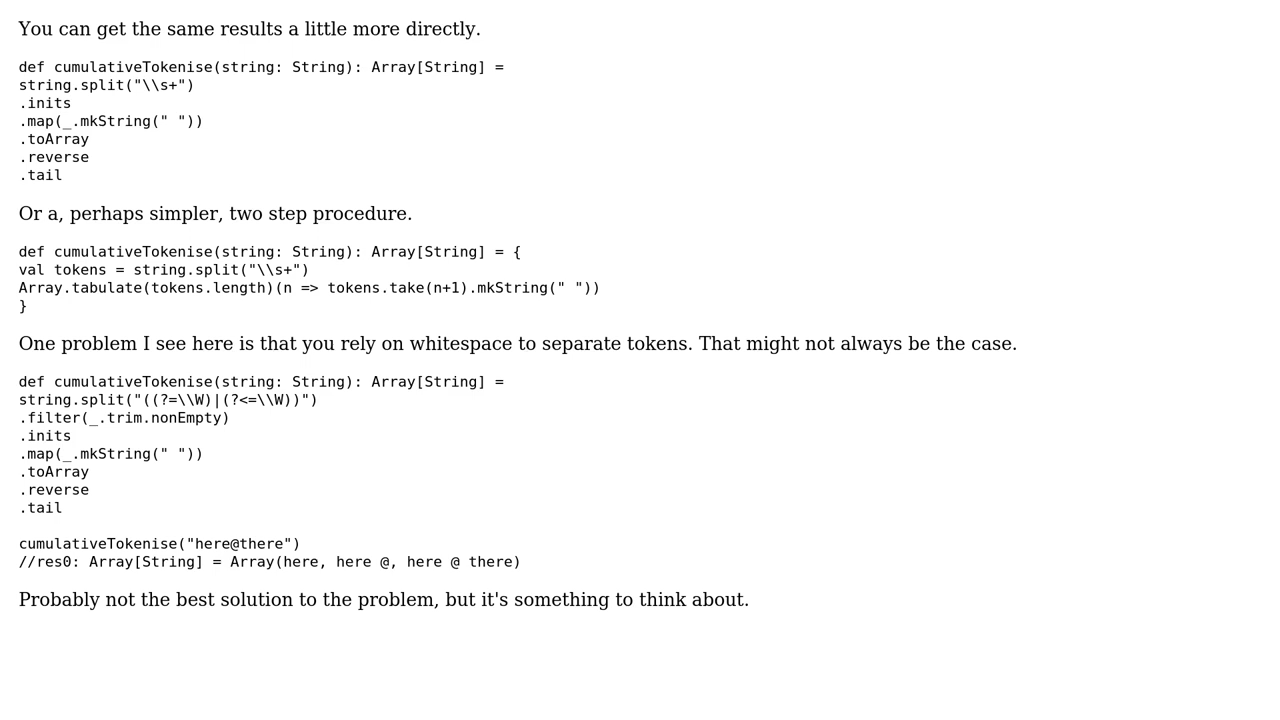 You can get the same results a little more directly.
def cumulativeTokenise(string: String): Array[String] =
string.split("\\s+")
.inits
.map(_.mkString(" "))
.toArray
.reverse
.tail
Or a, perhaps simpler, two step procedure.
def cumulativeTokenise(string: String): Array[String] = {
val tokens = string.split("\\s+")
Array.tabulate(tokens.length)(n => tokens.take(n+1).mkString(" "))
}
One problem I see here is that you rely on whitespace to separate tokens. That might not always be the case.
def cumulativeTokenise(string: String): Array[String] =
string.split("((?=\\W)|(?<=\\W))")
.filter(_.trim.nonEmpty)
.inits
.map(_.mkString(" "))
.toArray
.reverse
.tail
cumulativeTokenise("here@there")
//res0: Array[String] = Array(here, here @, here @ there)
Probably not the best solution to the problem, but it's something to think about.